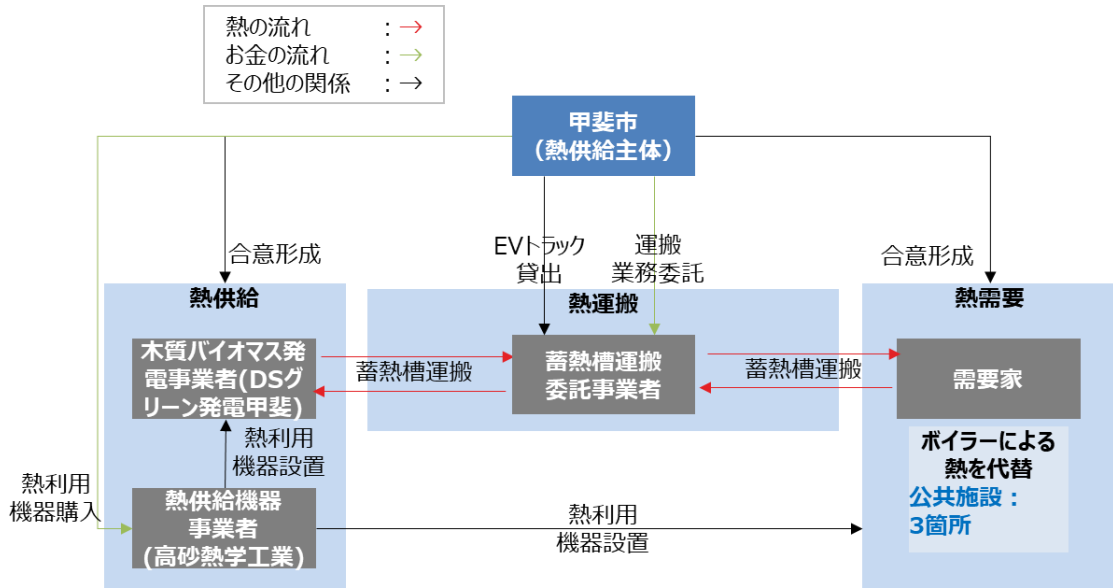 熱の流れ : →
お金の流れ : →
その他の関係 : →
甲斐市
（熱供給主体）
合意形成
EVトラック
貸出
運搬
業務委託
合意形成
熱供給
熱運搬
熱需要
木質バイオマス発
電事業者(DSグ
リーン発電甲斐)
蓄熱槽運搬
蓄熱槽運搬
委託事業者
蓄熱槽運搬
需要家
熱利用
機器設置
ボイラーによる
熱を代替
公共施設：
3箇所
熱利用
機器購入
熱供給機器
事業者
(高砂熱学工業)
熱利用
機器設置